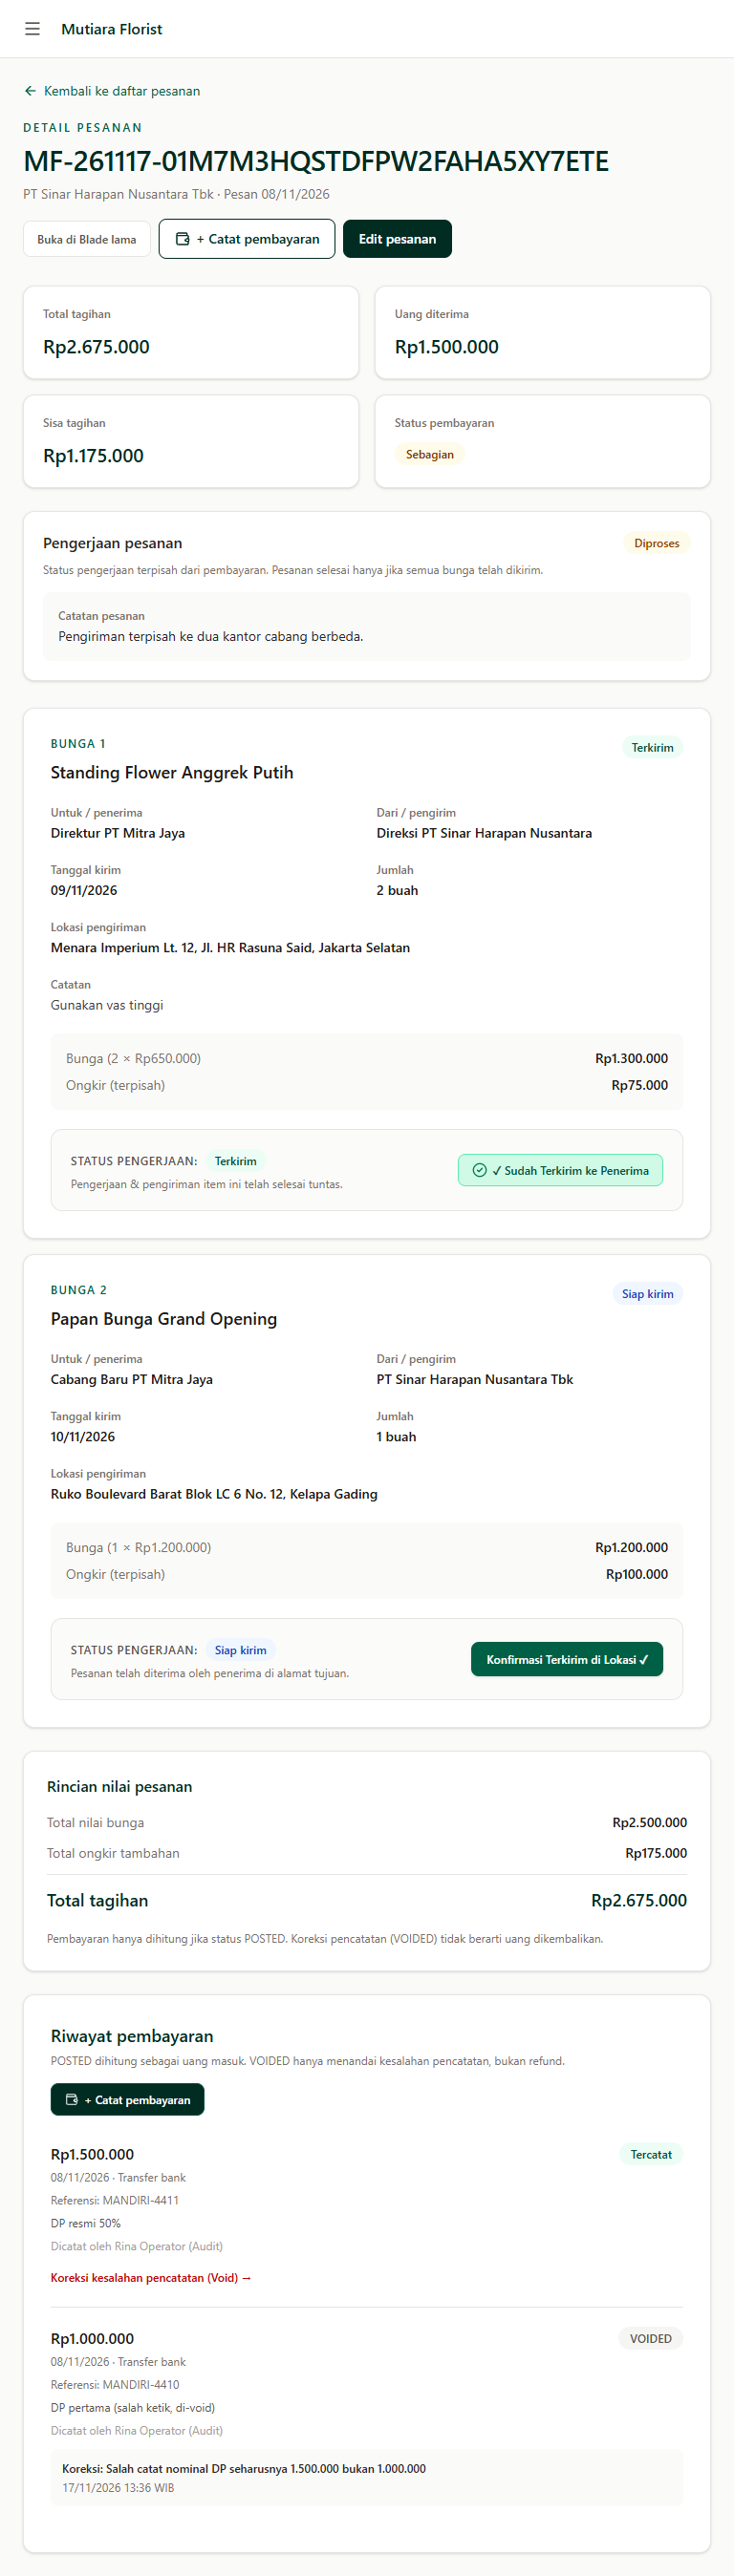 Mutiara Florist
← Kembali ke daftar pesanan
DETAIL PESANAN
MF-261117-01M7M3HQSTDFPW2FAHA5XY7ETE
PT Sinar Harapan Nusantara Tbk · Pesan 08/11/2026
Buka di Blade lama
+ Catat pembayaran
Edit pesanan
Total tagihan
Rp2.675.000
Uang diterima
Rp1.500.000
Sisa tagihan
Rp1.175.000
Status pembayaran
Sebagian
Pengerjaan pesanan
Diproses
Status pengerjaan terpisah dari pembayaran. Pesanan selesai hanya jika semua bunga telah dikirim.
Catatan pesanan
Pengiriman terpisah ke dua kantor cabang berbeda.
BUNGA 1
Terkirim
Standing Flower Anggrek Putih
Untuk / penerima
Direktur PT Mitra Jaya
Dari / pengirim
Direksi PT Sinar Harapan Nusantara
Tanggal kirim
09/11/2026
Jumlah
2 buah
Lokasi pengiriman
Menara Imperium Lt. 12, Jl. HR Rasuna Said, Jakarta Selatan
Catatan
Gunakan vas tinggi
Bunga (2 × Rp650.000) Rp1.300.000
Ongkir (terpisah) Rp75.000
STATUS PENGERJAAN: Terkirim
Pengerjaan & pengiriman item ini telah selesai tuntas.
✓ Sudah Terkirim ke Penerima
BUNGA 2
Siap kirim
Papan Bunga Grand Opening
Untuk / penerima
Cabang Baru PT Mitra Jaya
Dari / pengirim
PT Sinar Harapan Nusantara Tbk
Tanggal kirim
10/11/2026
Jumlah
1 buah
Lokasi pengiriman
Ruko Boulevard Barat Blok LC 6 No. 12, Kelapa Gading
Bunga (1 × Rp1.200.000) Rp1.200.000
Ongkir (terpisah) Rp100.000
STATUS PENGERJAAN: Siap kirim
Pesanan telah diterima oleh penerima di alamat tujuan.
Konfirmasi Terkirim di Lokasi ✓
Rincian nilai pesanan
Total nilai bunga Rp2.500.000
Total ongkir tambahan Rp175.000
Total tagihan Rp2.675.000
Pembayaran hanya dihitung jika status POSTED. Koreksi pencatatan (VOIDED) tidak berarti uang dikembalikan.
Riwayat pembayaran
POSTED dihitung sebagai uang masuk. VOIDED hanya menandai kesalahan pencatatan, bukan refund.
+ Catat pembayaran
Rp1.500.000
Tercatat
08/11/2026 · Transfer bank
Referensi: MANDIRI-4411
DP resmi 50%
Dicatat oleh Rina Operator (Audit)
Koreksi kesalahan pencatatan (Void) →
Rp1.000.000
VOIDED
08/11/2026 · Transfer bank
Referensi: MANDIRI-4410
DP pertama (salah ketik, di-void)
Dicatat oleh Rina Operator (Audit)
Koreksi: Salah catat nominal DP seharusnya 1.500.000 bukan 1.000.000
17/11/2026 13:36 WIB